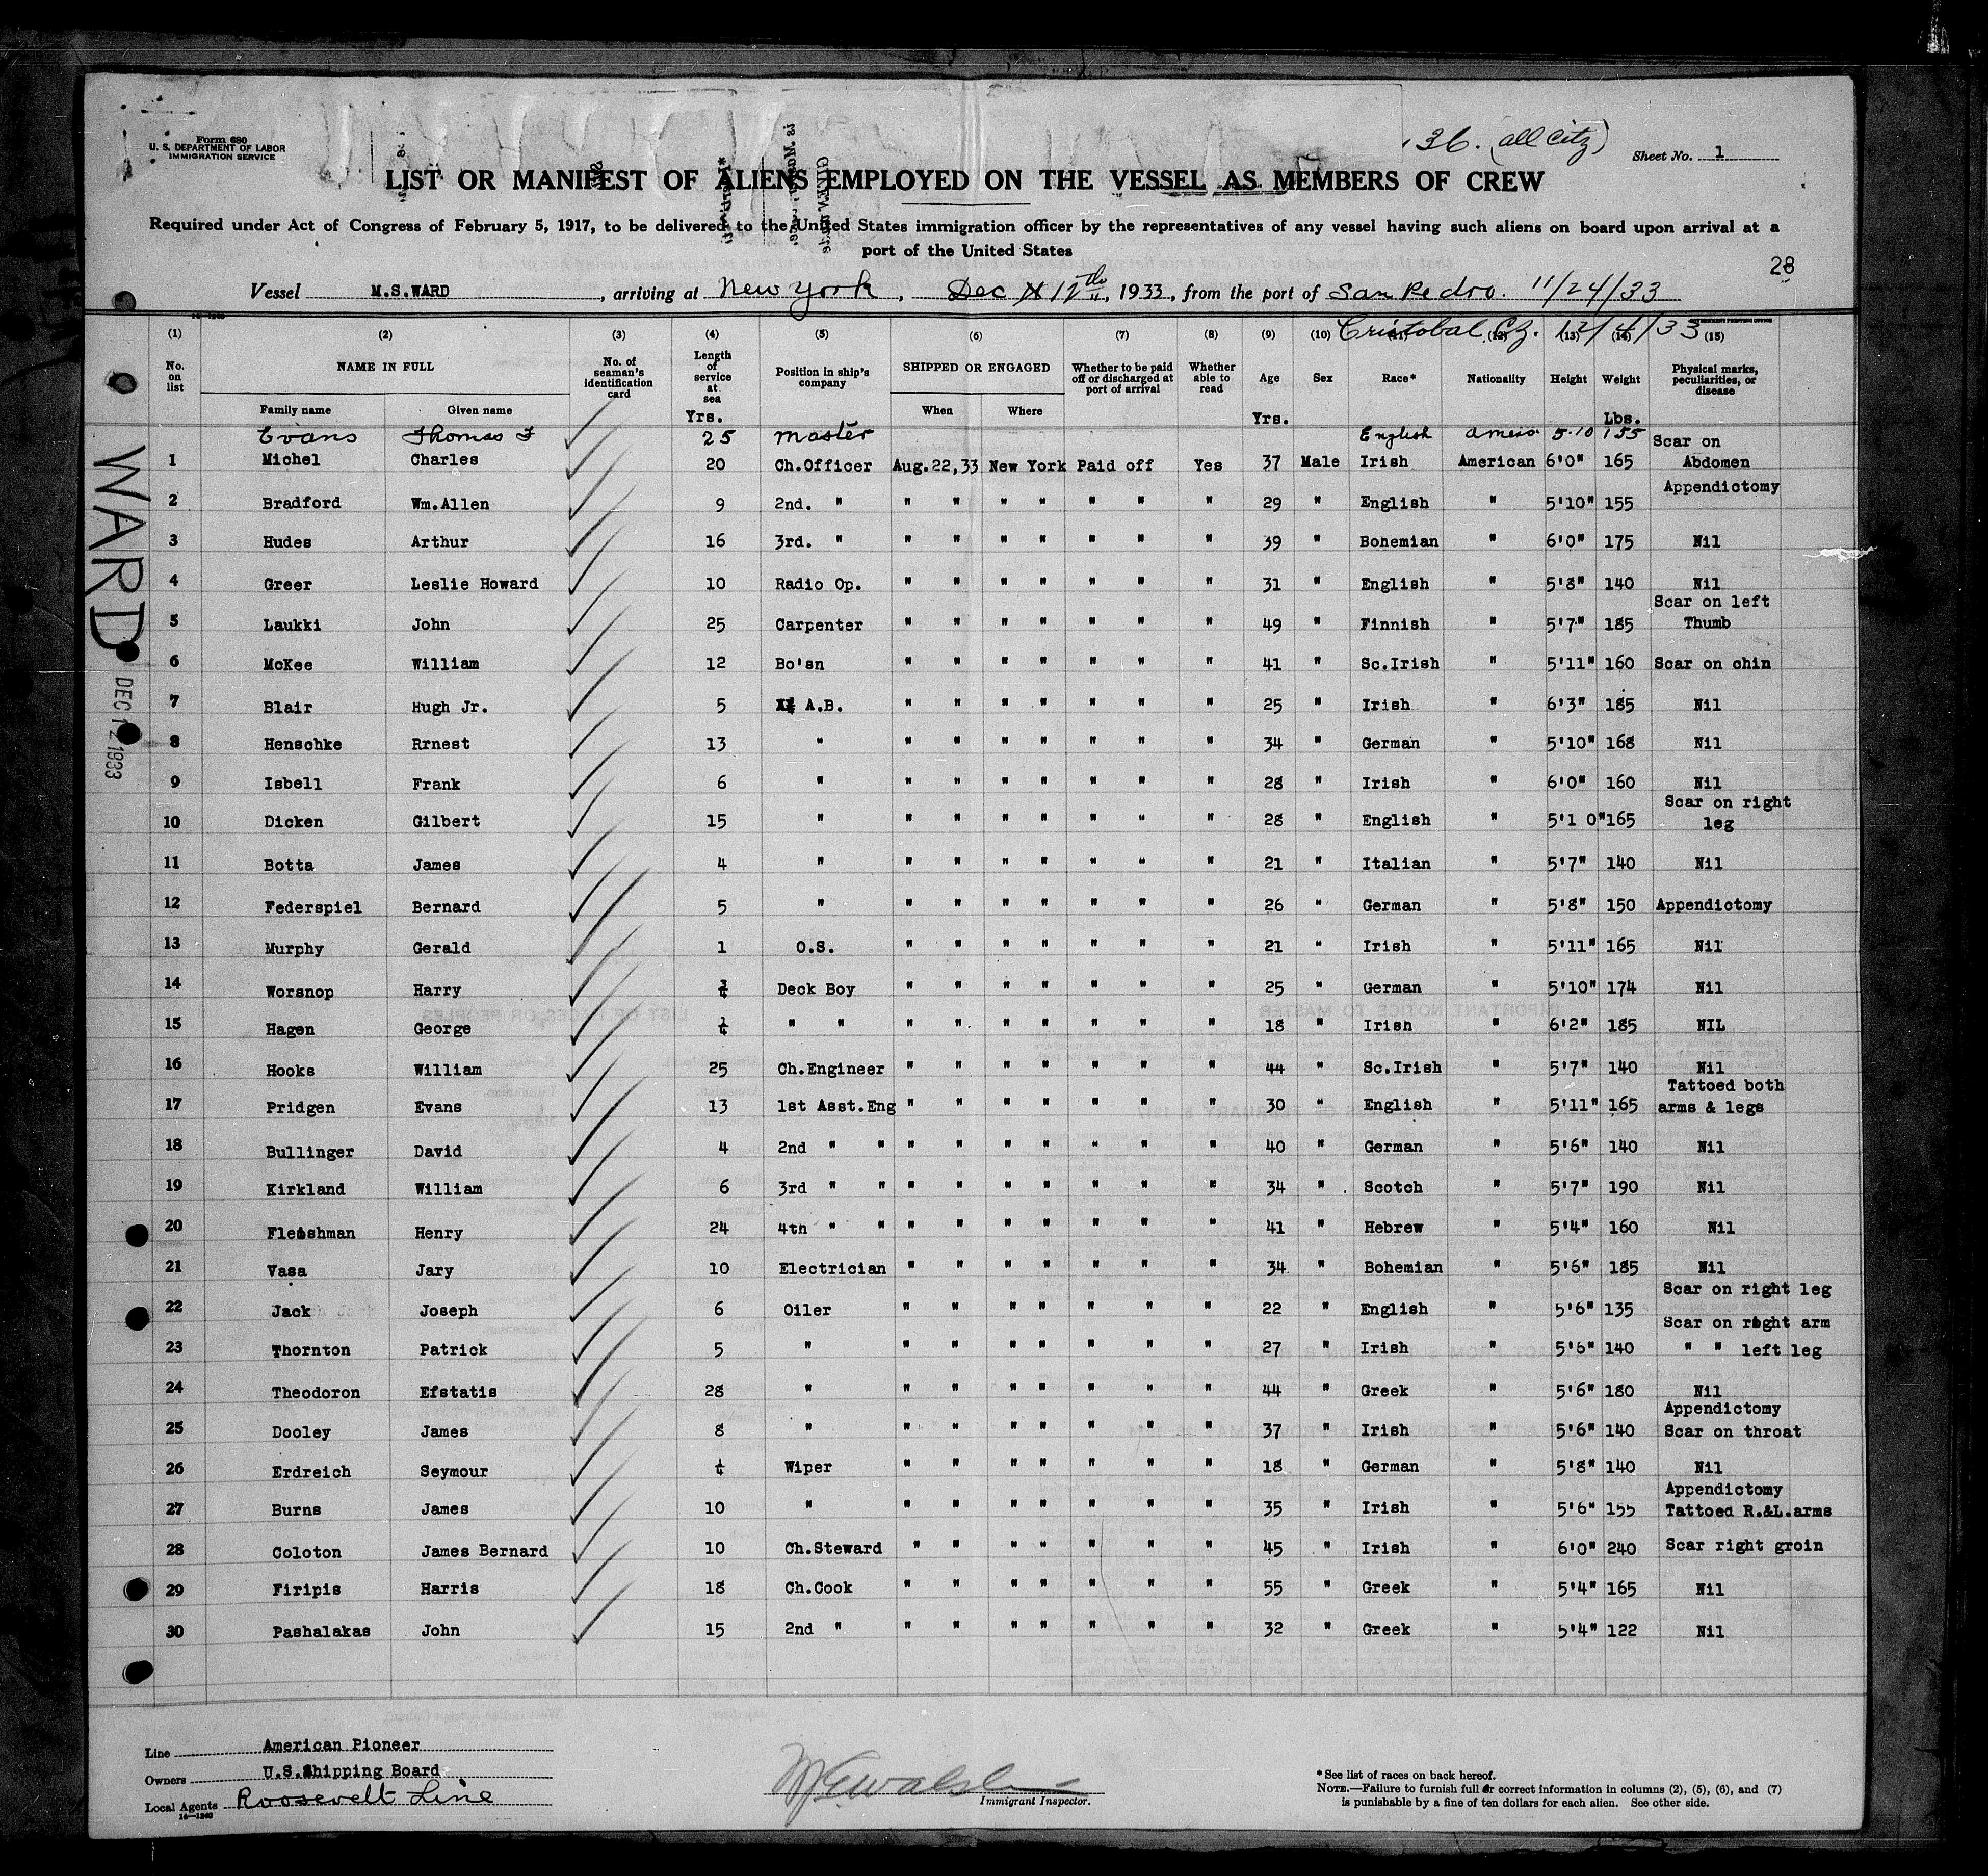 Form 680
U. S. DEPARTMENT OF LABOR
IMMIGRATION SERVICE
36. (all Citz)
Sheet No. 1
LIST OR MANIFEST OF ALIENS EMPLOYED ON THE VESSEL AS MEMBERS OF CREW
Required under Act of Congress of February 5, 1917, to be delivered to the United States immigration officer by the representatives of any vessel having such aliens on board upon arrival at a
port of the United States
28
Vessel M.S.WARD, arriving at New York, Dec 12th, 1933, from the port of San Pedro. 11/24/33
Cristobal Cz. 12/4/33
(1) (2) (3) (4) (5) (6) (7) (8) (9) (10) (11) (12) (13) (14) (15)
No. on list NAME IN FULL No. of seaman's identification card Length of service at sea Position in ship's company SHIPPED OR ENGAGED Whether to be paid off or discharged at port of arrival Whether able to read Age Sex Race* Nationality Height Weight Physical marks, peculiarities, or disease
Family name Given name Yrs. When Where Yrs. Lbs.
Evans Thomas F 25 Master English Amer 5-10 155
1 Michel Charles 20 Ch.Officer Aug.22,33 New York Paid off Yes 37 Male Irish American 6'0" 165 Scar on Abdomen
2 Bradford Wm.Allen 9 2nd. " " " " " " " " 29 " English " 5'10" 155 Appendictomy
3 Hudes Arthur 16 3rd. " " " " " " " " 39 " Bohemian " 6'0" 175 Nil
4 Greer Leslie Howard 10 Radio Op. " " " " " " " 31 " English " 5'8" 140 Nil
5 Laukki John 25 Carpenter " " " " " " " 49 " Finnish " 5'7" 185 Scar on left Thumb
6 McKee William 12 Bo'sn " " " " " " " 41 " Sc.Irish " 5'11" 160 Scar on chin
7 Blair Hugh Jr. 5 A.B. " " " " " " " 25 " Irish " 6'3" 185 Nil
8 Henschke Rrnest 13 " " " " " " " " 34 " German " 5'10" 168 Nil
9 Isbell Frank 6 " " " " " " " " 28 " Irish " 6'0" 160 Nil
10 Dicken Gilbert 15 " " " " " " " " 28 " English " 5'1 0" 165 Scar on right leg
11 Botta James 4 " " " " " " " " 21 " Italian " 5'7" 140 Nil
12 Federspiel Bernard 5 " " " " " " " " 26 " German " 5'8" 150 Appendictomy
13 Murphy Gerald 1 O.S. " " " " " " " 21 " Irish " 5'11" 165 Nil
14 Worsnop Harry Deck Boy " " " " " " " 25 " German " 5'10" 174 Nil
15 Hagen George 1/4 " " " " " " " " " 18 " Irish " 6'2" 185 NIL
16 Hooks William 25 Ch.Engineer " " " " " " " 44 " Sc.Irish " 5'7" 140 Nil
17 Pridgen Evans 13 1st Asst.Eng " " " " " " " 30 " English " 5'11" 165 Tattoed both arms & legs
18 Bullinger David 4 2nd " " " " " " " " " 40 " German " 5'6" 140 Nil
19 Kirkland William 6 3rd " " " " " " " " " 34 " Scotch " 5'7" 190 Nil
20 Fleishman Henry 24 4th " " " " " " " " " 41 " Hebrew " 5'4" 160 Nil
21 Vasa Jary 10 Electrician " " " " " " " 34 " Bohemian " 5'6" 185 Nil
22 Jack Joseph 6 Oiler " " " " " " " 22 " English " 5'6" 135 Scar on right leg
23 Thornton Patrick 5 " " " " " " " " 27 " Irish " 5'6" 140 Scar on right arm " " left leg
24 Theodoron Efstatis 28 " " " " " " " " 44 " Greek " 5'6" 180 Nil
25 Dooley James 8 " " " " " " " " 37 " Irish " 5'6" 140 Appendictomy Scar on throat
26 Erdreich Seymour 1/4 Wiper " " " " " " " 18 " German " 5'8" 140 Nil
27 Burns James 10 " " " " " " " " 35 " Irish " 5'6" 155 Appendictomy Tattoed R.&L.arms
28 Coloton James Bernard 10 Ch.Steward " " " " " " " 45 " Irish " 6'0" 240 Scar right groin
29 Firipis Harris 18 Ch.Cook " " " " " " " 55 " Greek " 5'4" 165 Nil
30 Pashalakas John 15 2nd " " " " " " " " 32 " Greek " 5'4" 122 Nil
WARD
DEC 12 1933
Line American Pioneer
Owners U.S.Shipping Board
Local Agents Roosevelt Line
14—1240
Immigrant Inspector.
*See list of races on back hereof.
NOTE.—Failure to furnish full or correct information in columns (2), (5), (6), and (7)
is punishable by a fine of ten dollars for each alien. See other side.